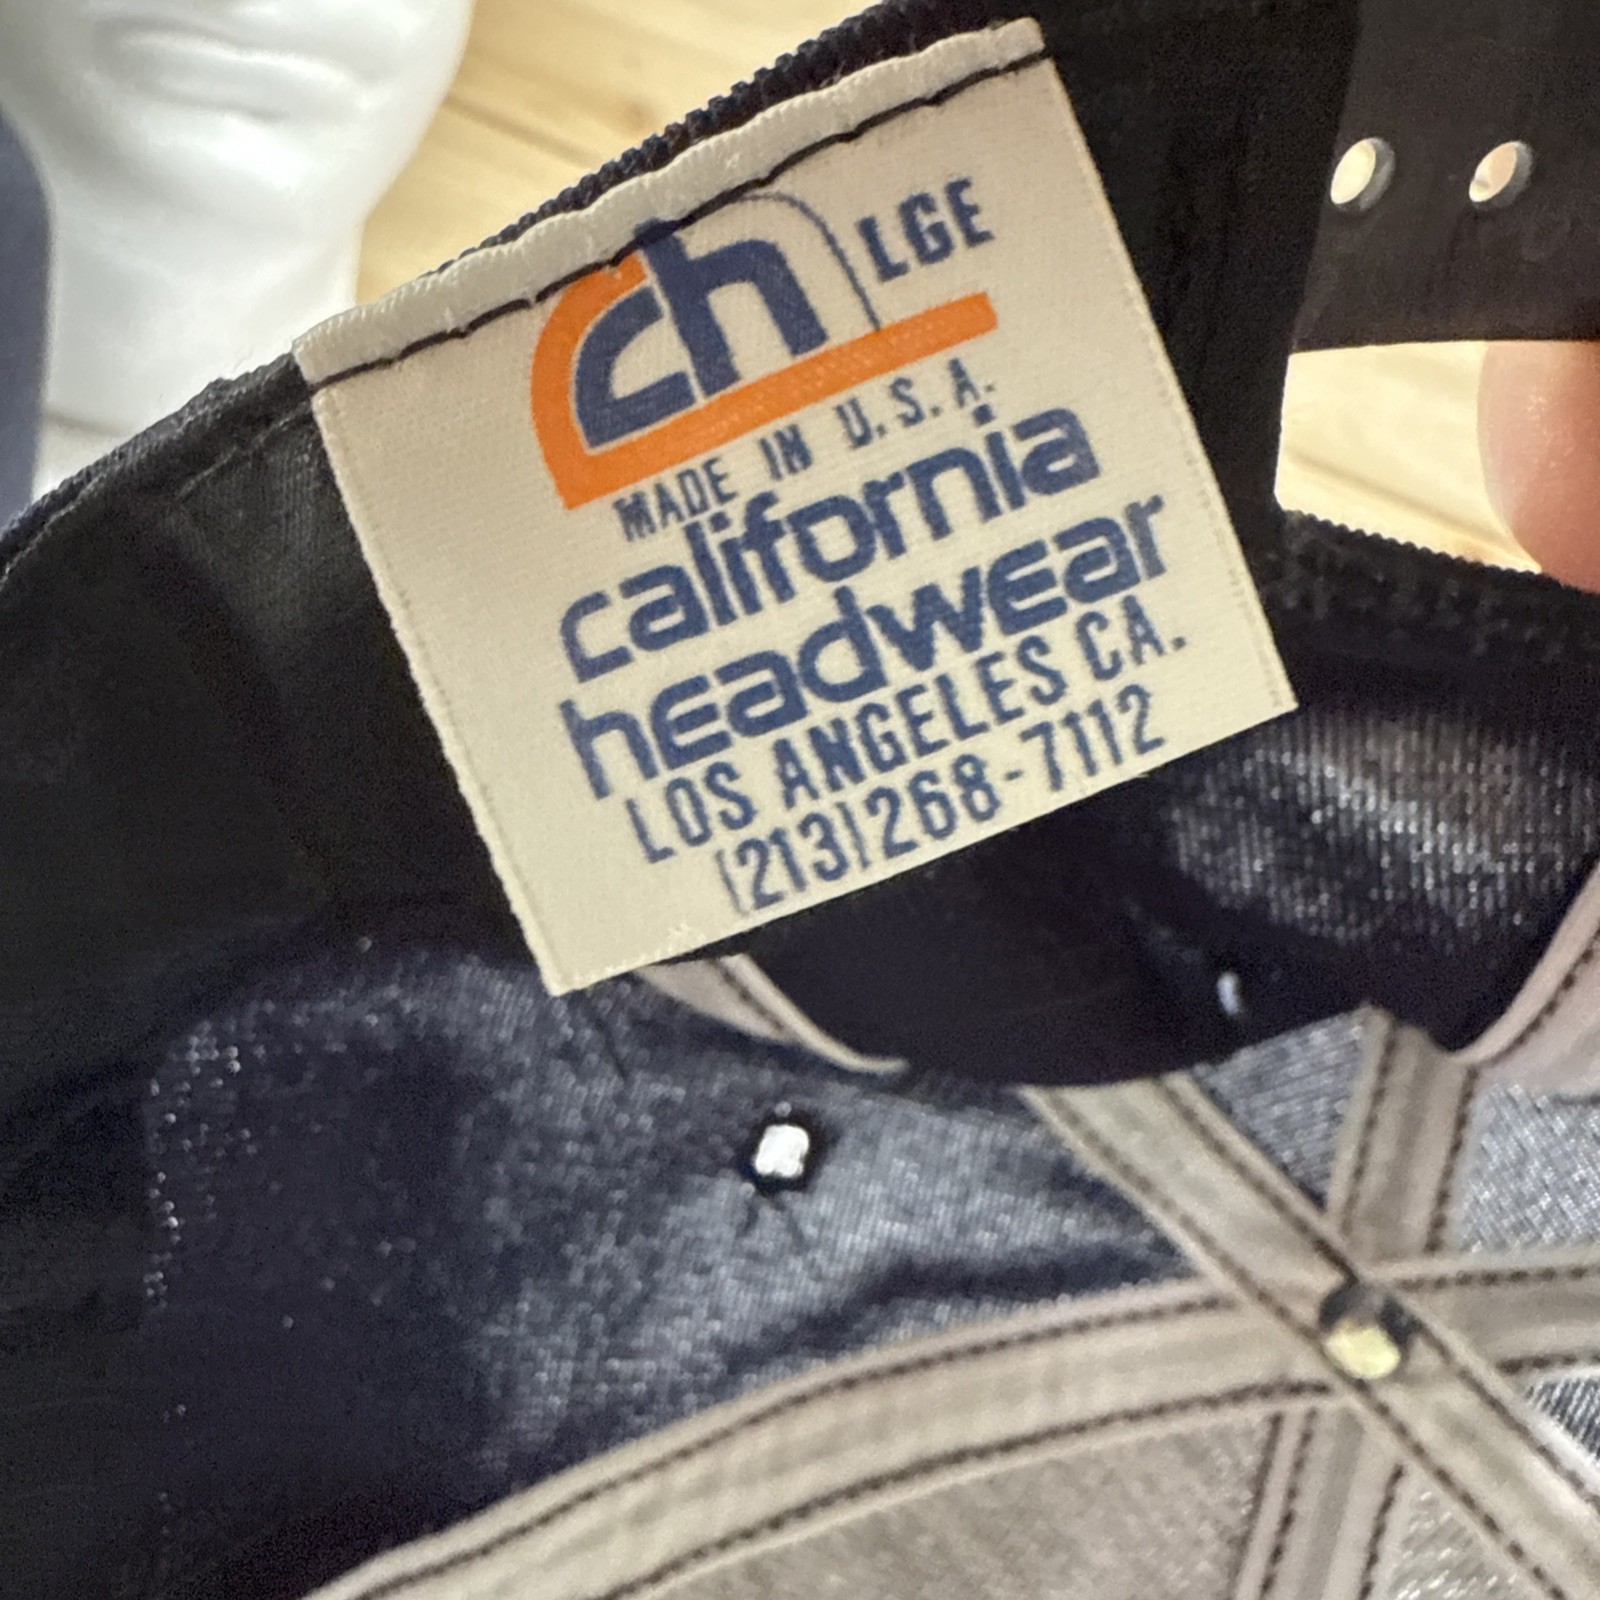 ch LGE
MADE IN U.S.A.
california
headwear
LOS ANGELES CA.
(213)268-7112